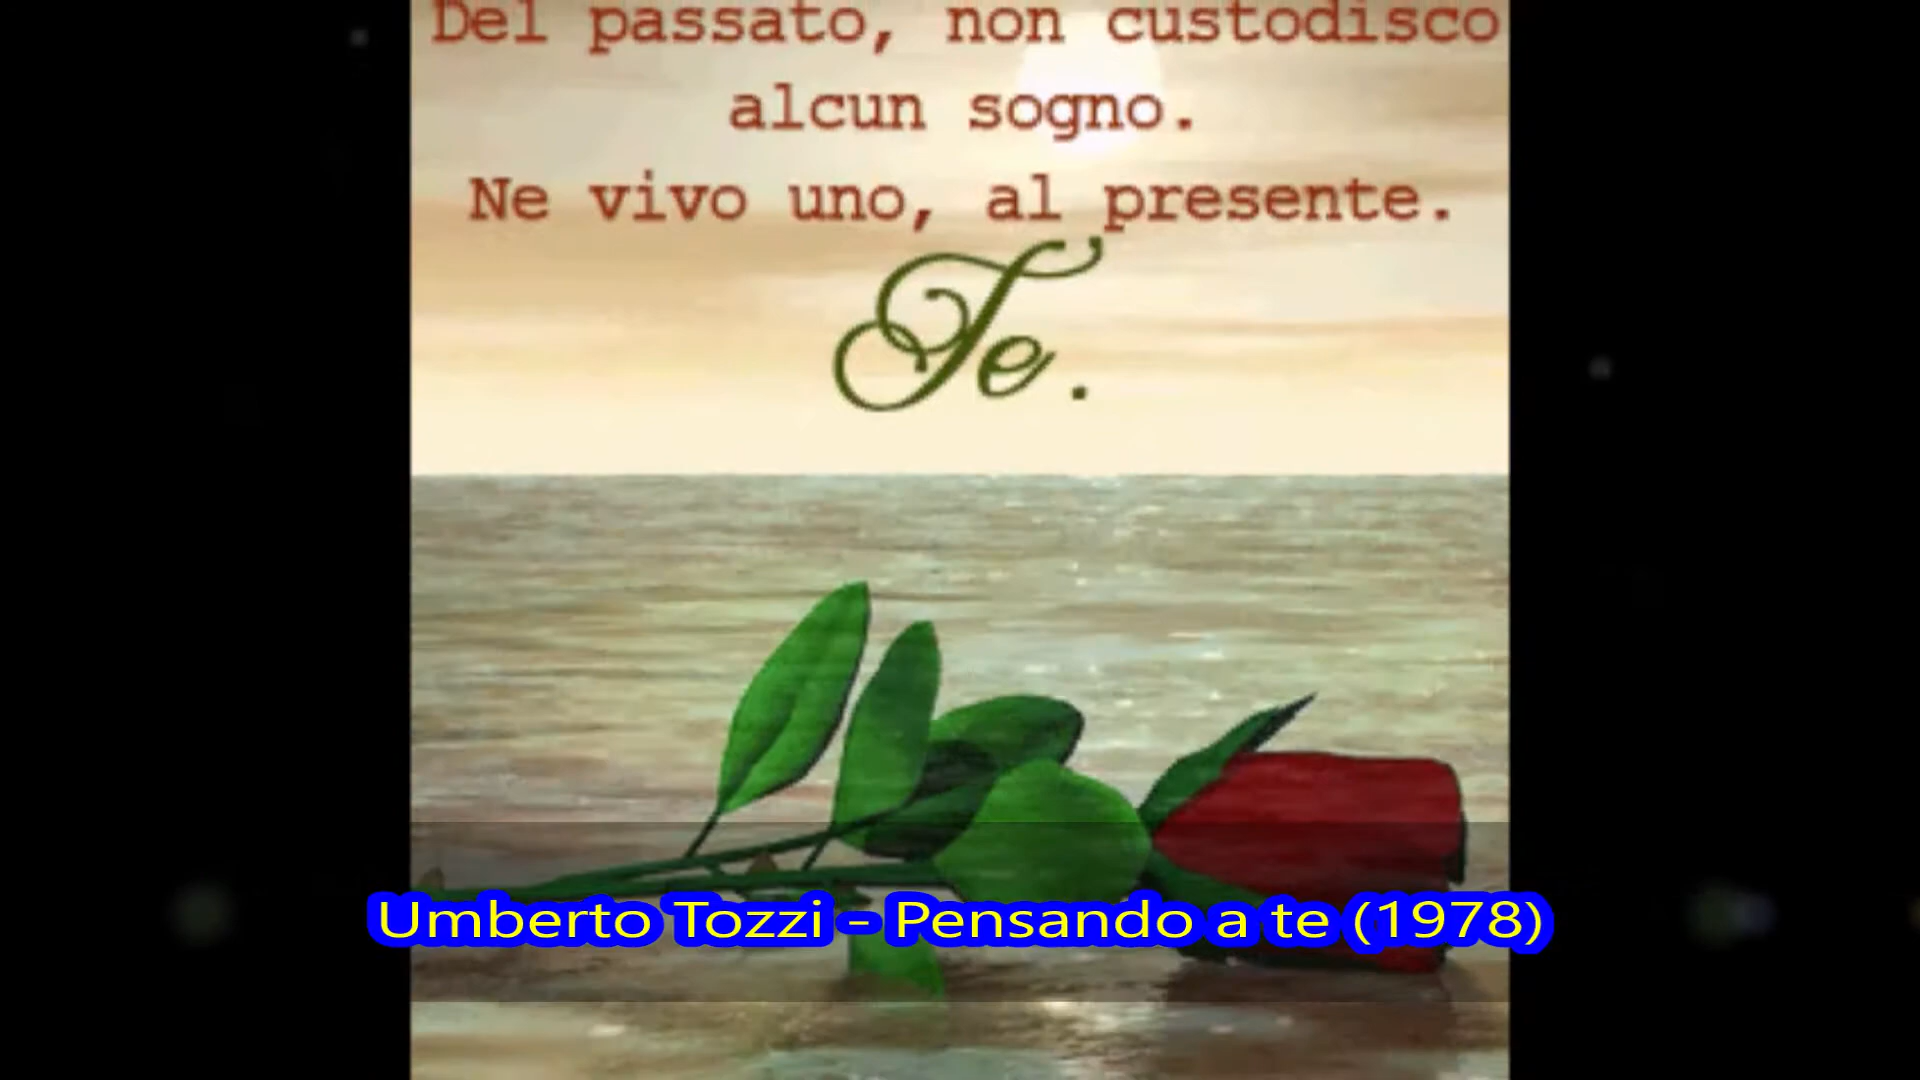 Del passato, non custodisco
alcun sogno.
Ne vivo uno, al presente.
Te.
Umberto Tozzi - Pensando a te (1978)